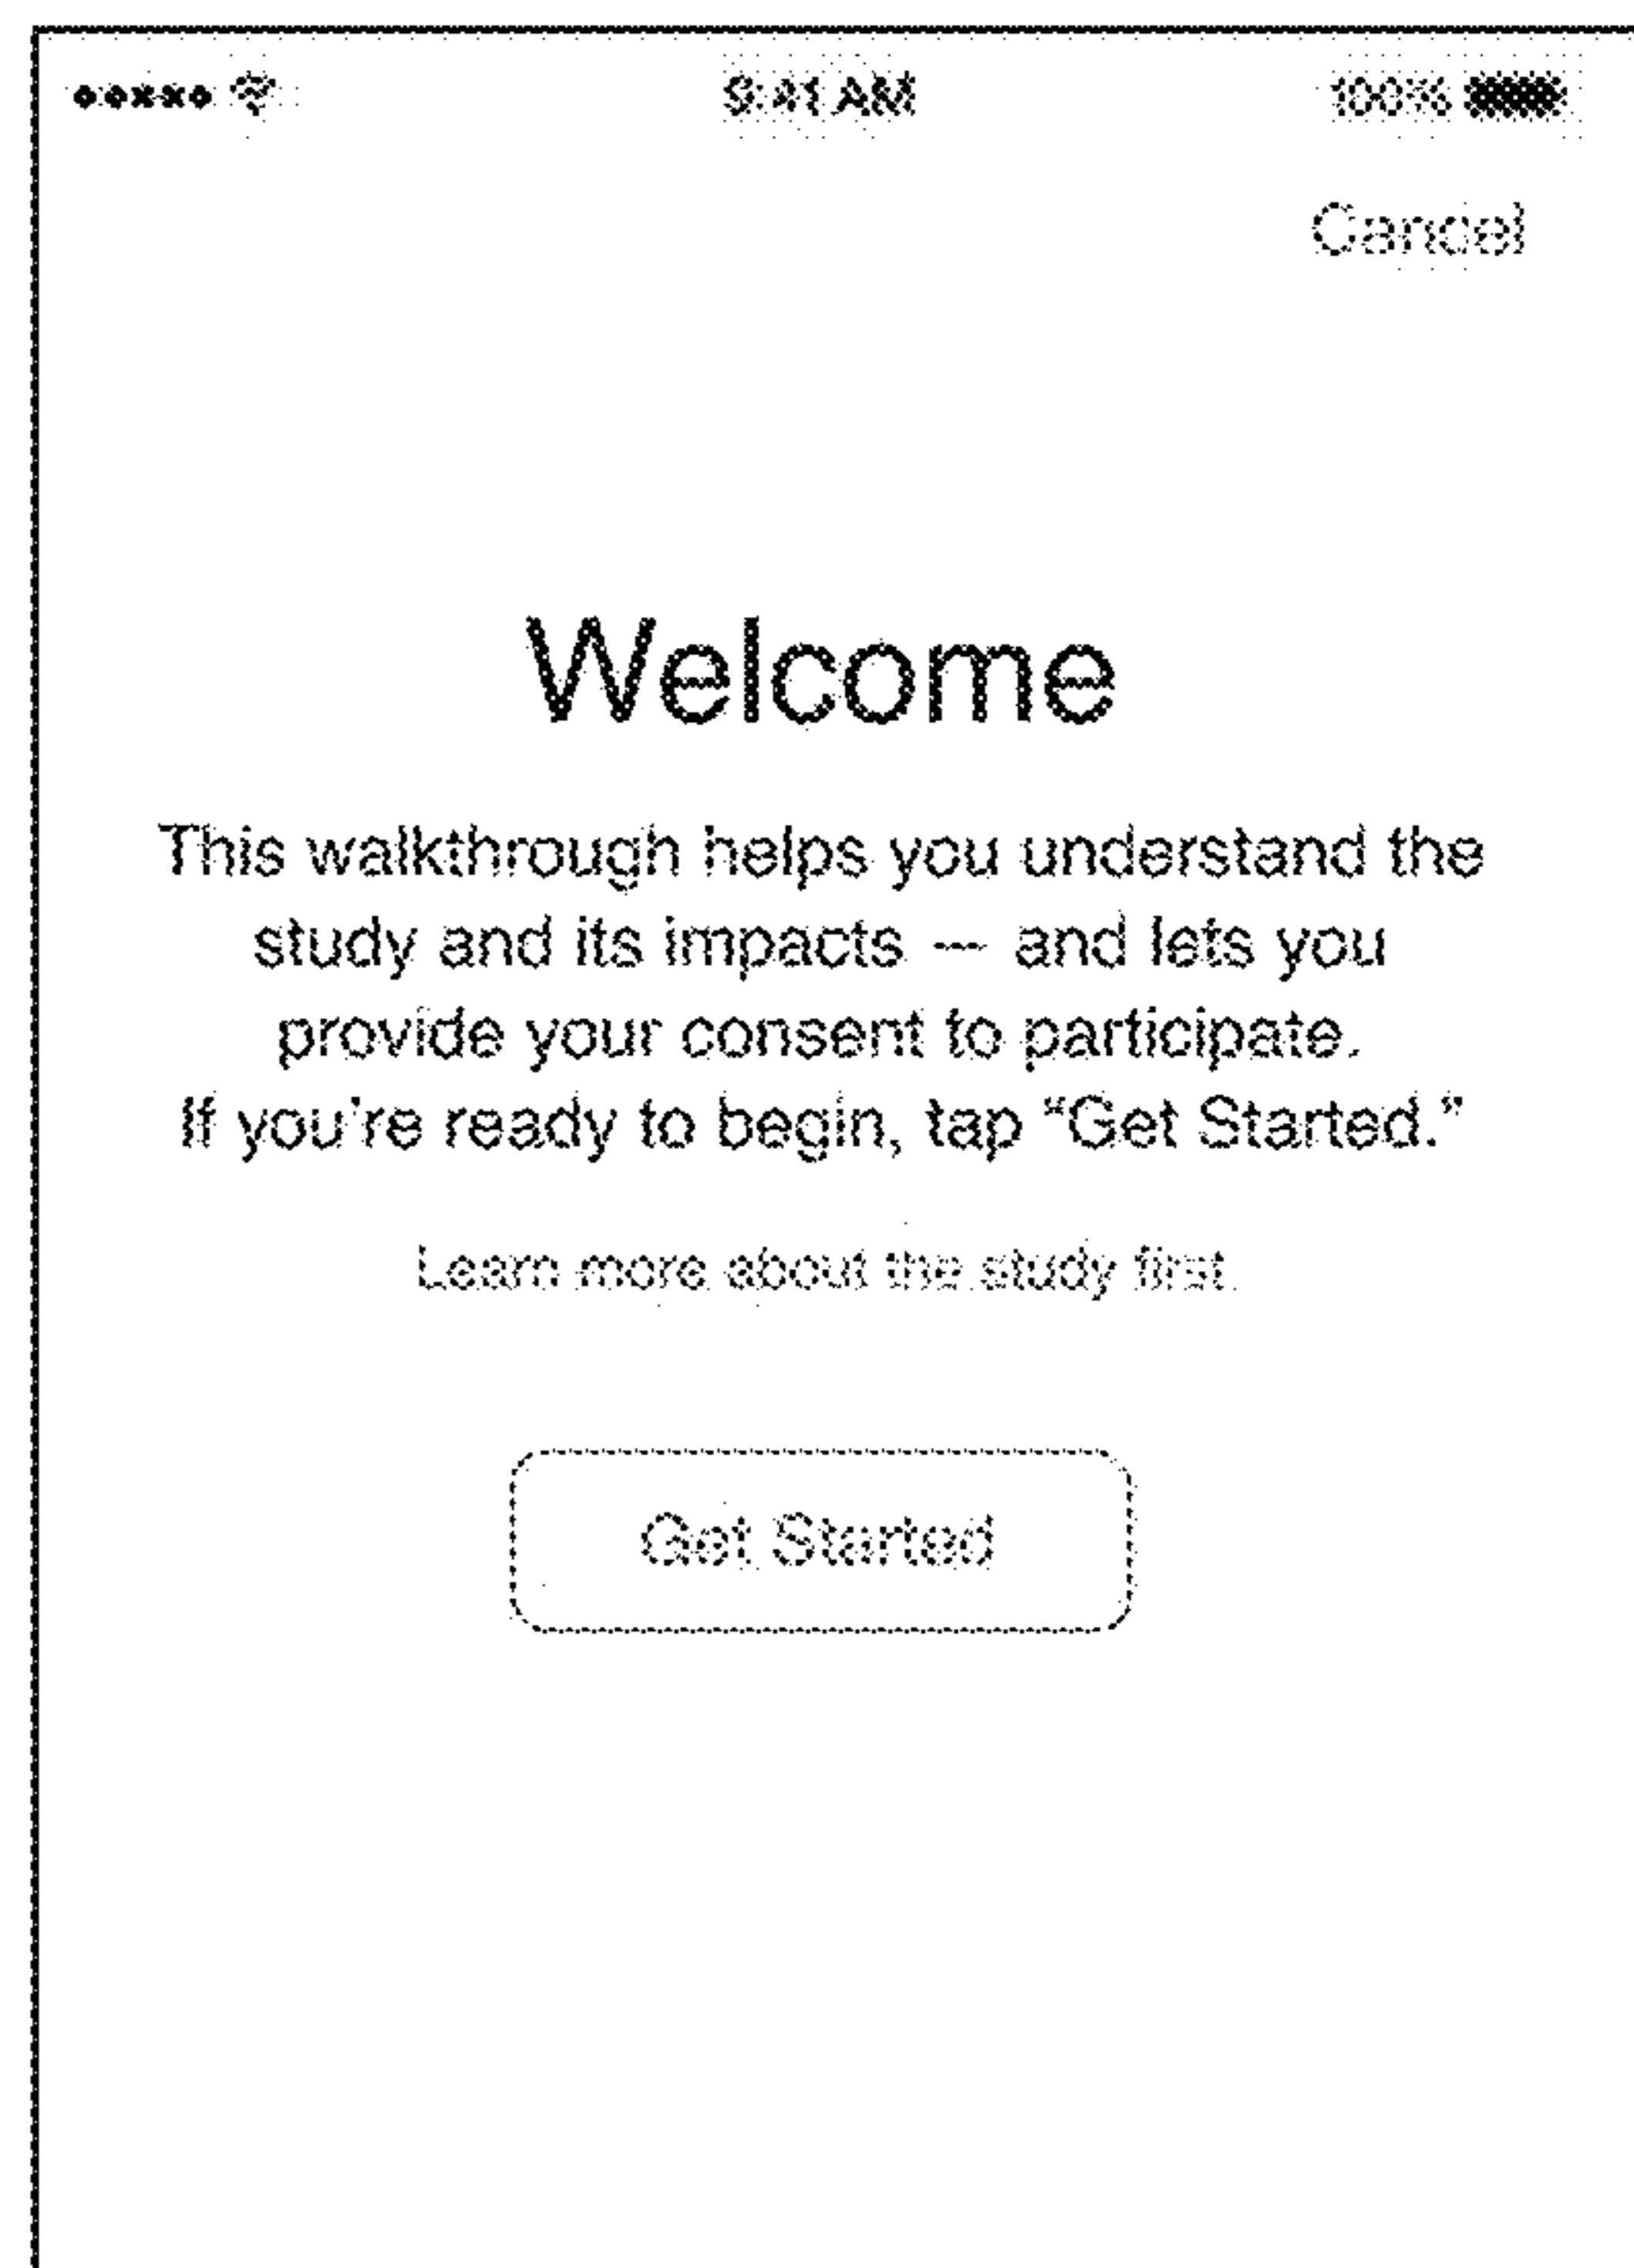 9:41 AM 100%
Cancel
Welcome
This walkthrough helps you understand the
study and its impacts — and lets you
provide your consent to participate.
If you're ready to begin, tap “Get Started.”
Learn more about the study first.
Get Started